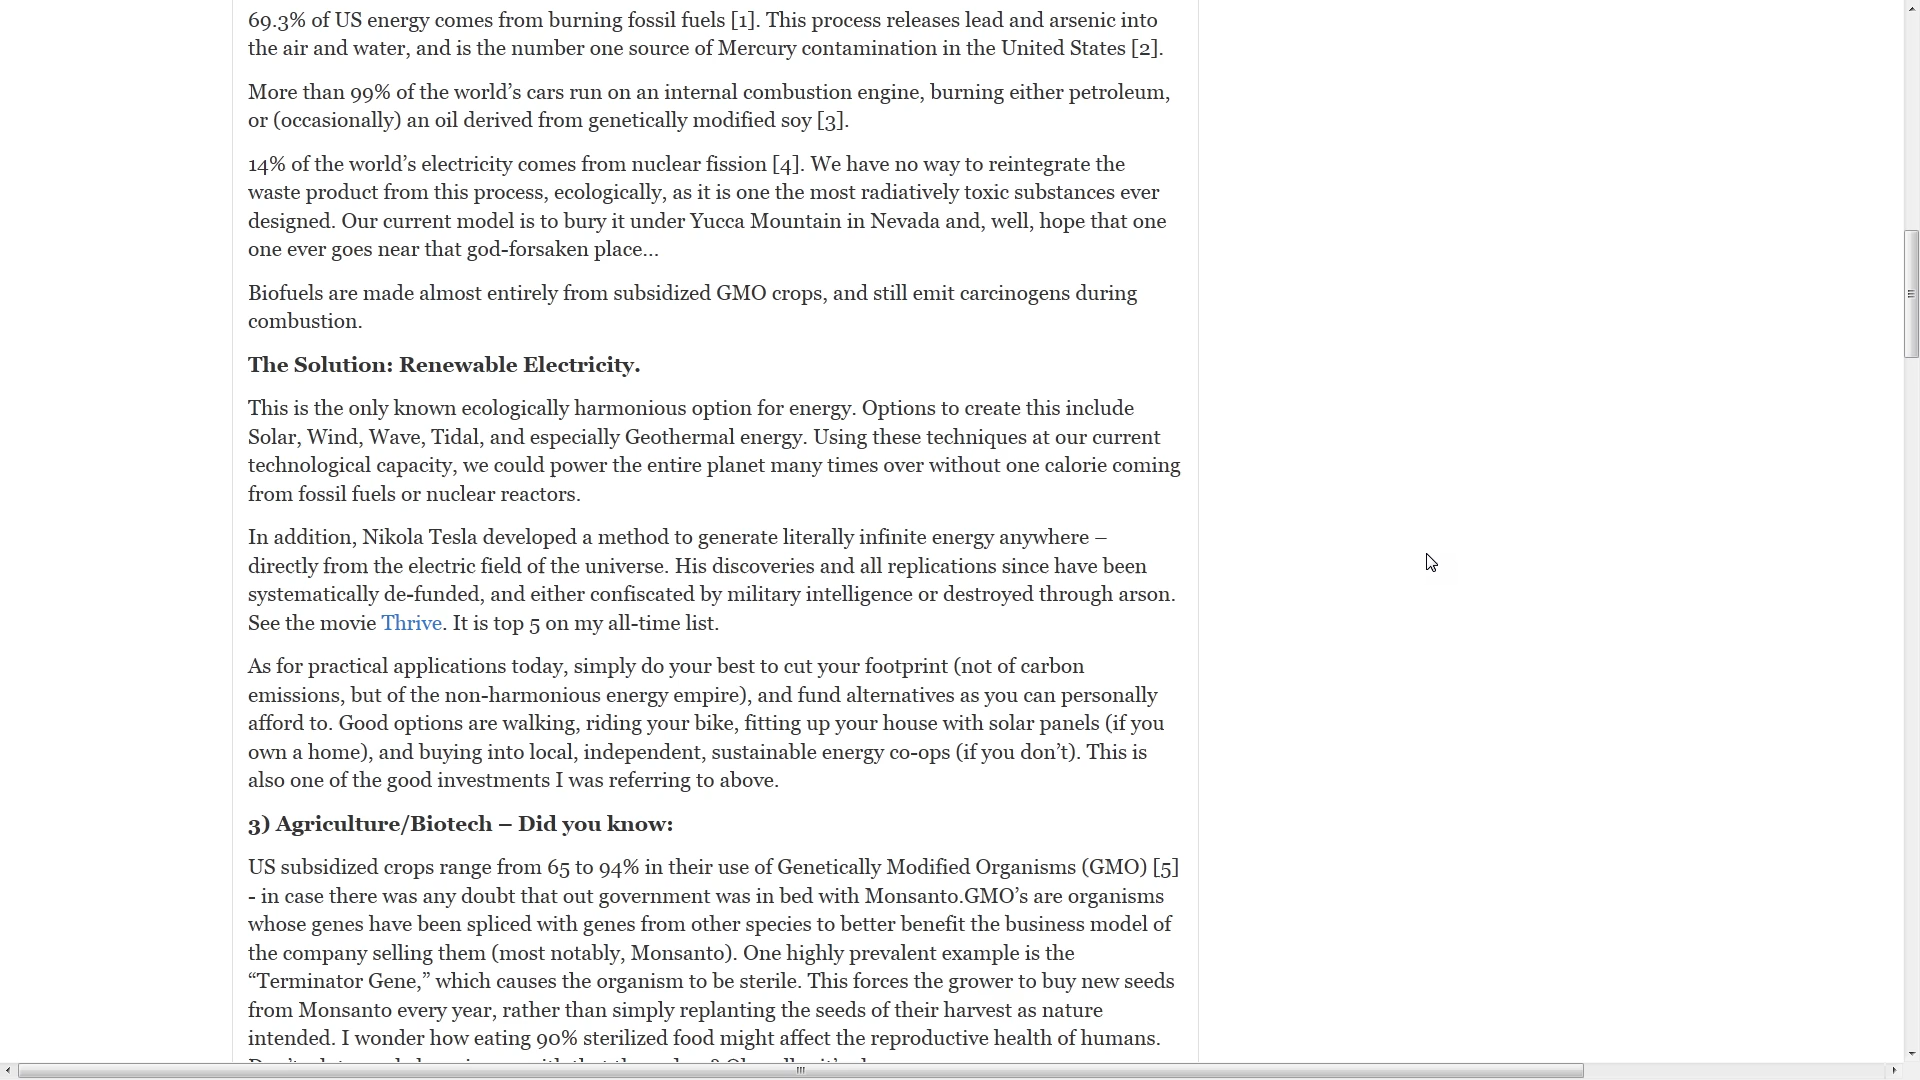 69.3% of US energy comes from burning fossil fuels [1]. This process releases lead and arsenic into
the air and water, and is the number one source of Mercury contamination in the United States [2].
More than 99% of the world’s cars run on an internal combustion engine, burning either petroleum,
or (occasionally) an oil derived from genetically modified soy [3].
14% of the world’s electricity comes from nuclear fission [4]. We have no way to reintegrate the
waste product from this process, ecologically, as it is one the most radiatively toxic substances ever
designed. Our current model is to bury it under Yucca Mountain in Nevada and, well, hope that one
one ever goes near that god-forsaken place…
Biofuels are made almost entirely from subsidized GMO crops, and still emit carcinogens during
combustion.
The Solution: Renewable Electricity.
This is the only known ecologically harmonious option for energy. Options to create this include
Solar, Wind, Wave, Tidal, and especially Geothermal energy. Using these techniques at our current
technological capacity, we could power the entire planet many times over without one calorie coming
from fossil fuels or nuclear reactors.
In addition, Nikola Tesla developed a method to generate literally infinite energy anywhere –
directly from the electric field of the universe. His discoveries and all replications since have been
systematically de-funded, and either confiscated by military intelligence or destroyed through arson.
See the movie Thrive. It is top 5 on my all-time list.
As for practical applications today, simply do your best to cut your footprint (not of carbon
emissions, but of the non-harmonious energy empire), and fund alternatives as you can personally
afford to. Good options are walking, riding your bike, fitting up your house with solar panels (if you
own a home), and buying into local, independent, sustainable energy co-ops (if you don’t). This is
also one of the good investments I was referring to above.
3) Agriculture/Biotech – Did you know:
US subsidized crops range from 65 to 94% in their use of Genetically Modified Organisms (GMO) [5]
- in case there was any doubt that out government was in bed with Monsanto.GMO’s are organisms
whose genes have been spliced with genes from other species to better benefit the business model of
the company selling them (most notably, Monsanto). One highly prevalent example is the
“Terminator Gene,” which causes the organism to be sterile. This forces the grower to buy new seeds
from Monsanto every year, rather than simply replanting the seeds of their harvest as nature
intended. I wonder how eating 90% sterilized food might affect the reproductive health of humans.